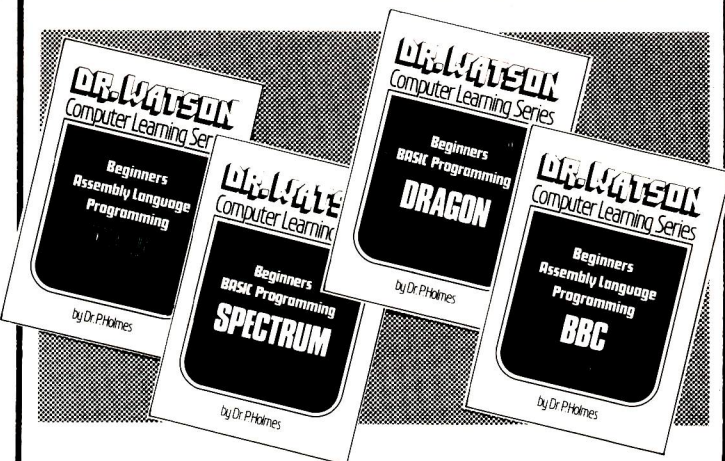 DR. WATSON
Computer Learning Ser
Beginners
Assembly Language
Programming
by Dr. P. Holmes
DR. WATS
Computer Learning
Beginners
BASIC Programming
SPECTRUM
by Dr P. Holmes
DR. WATSON
Computer Learning Series
Beginners
BASIC Programming
DRAGON
by Dr. P. Holmes
DR. WATSON
Computer Learning Series
Beginners
Assembly Language
Programming
BBC
by Dr P. Holmes